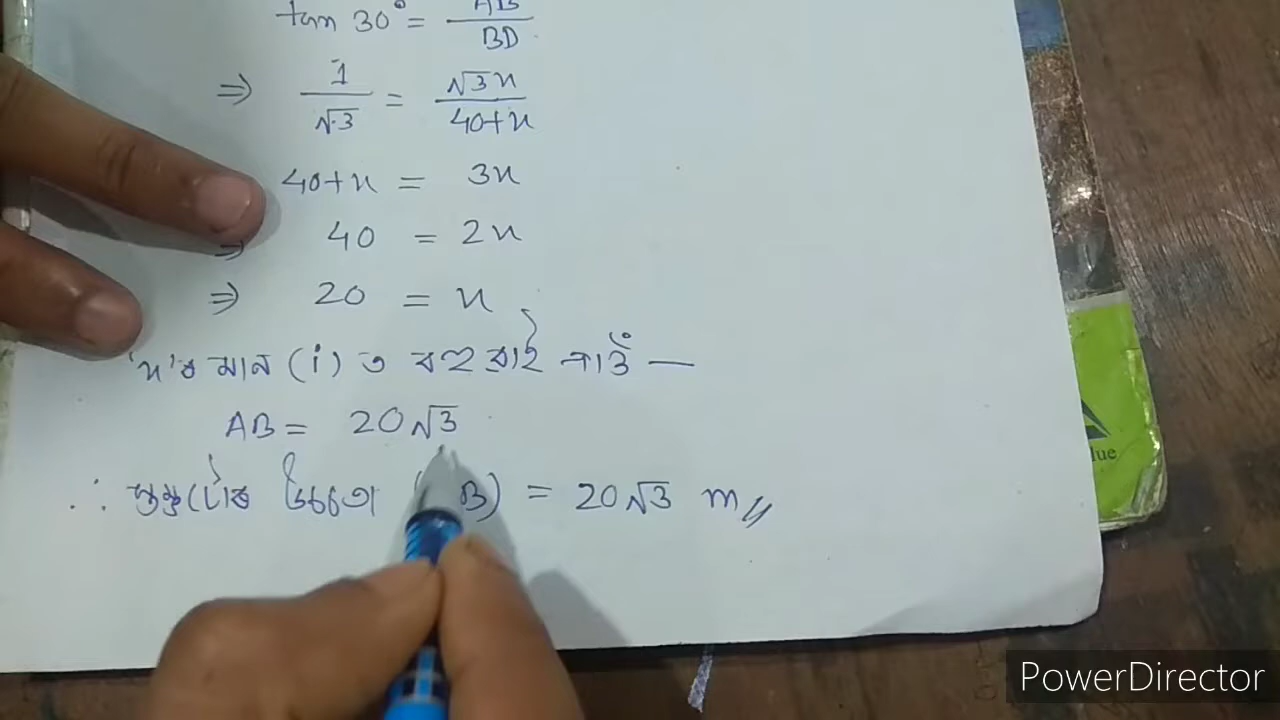 tan 30° = AB/BD
⇒ 1/√3 = √3x/40+x
40+x = 3x
⇒ 40 = 2x
⇒ 20 = x
'x'ৰ মান (i) ত বহুৱাই পাওঁ —
AB = 20√3
∴ স্তম্ভটোৰ উচ্চতা ( B) = 20√3 m
lue
PowerDirector